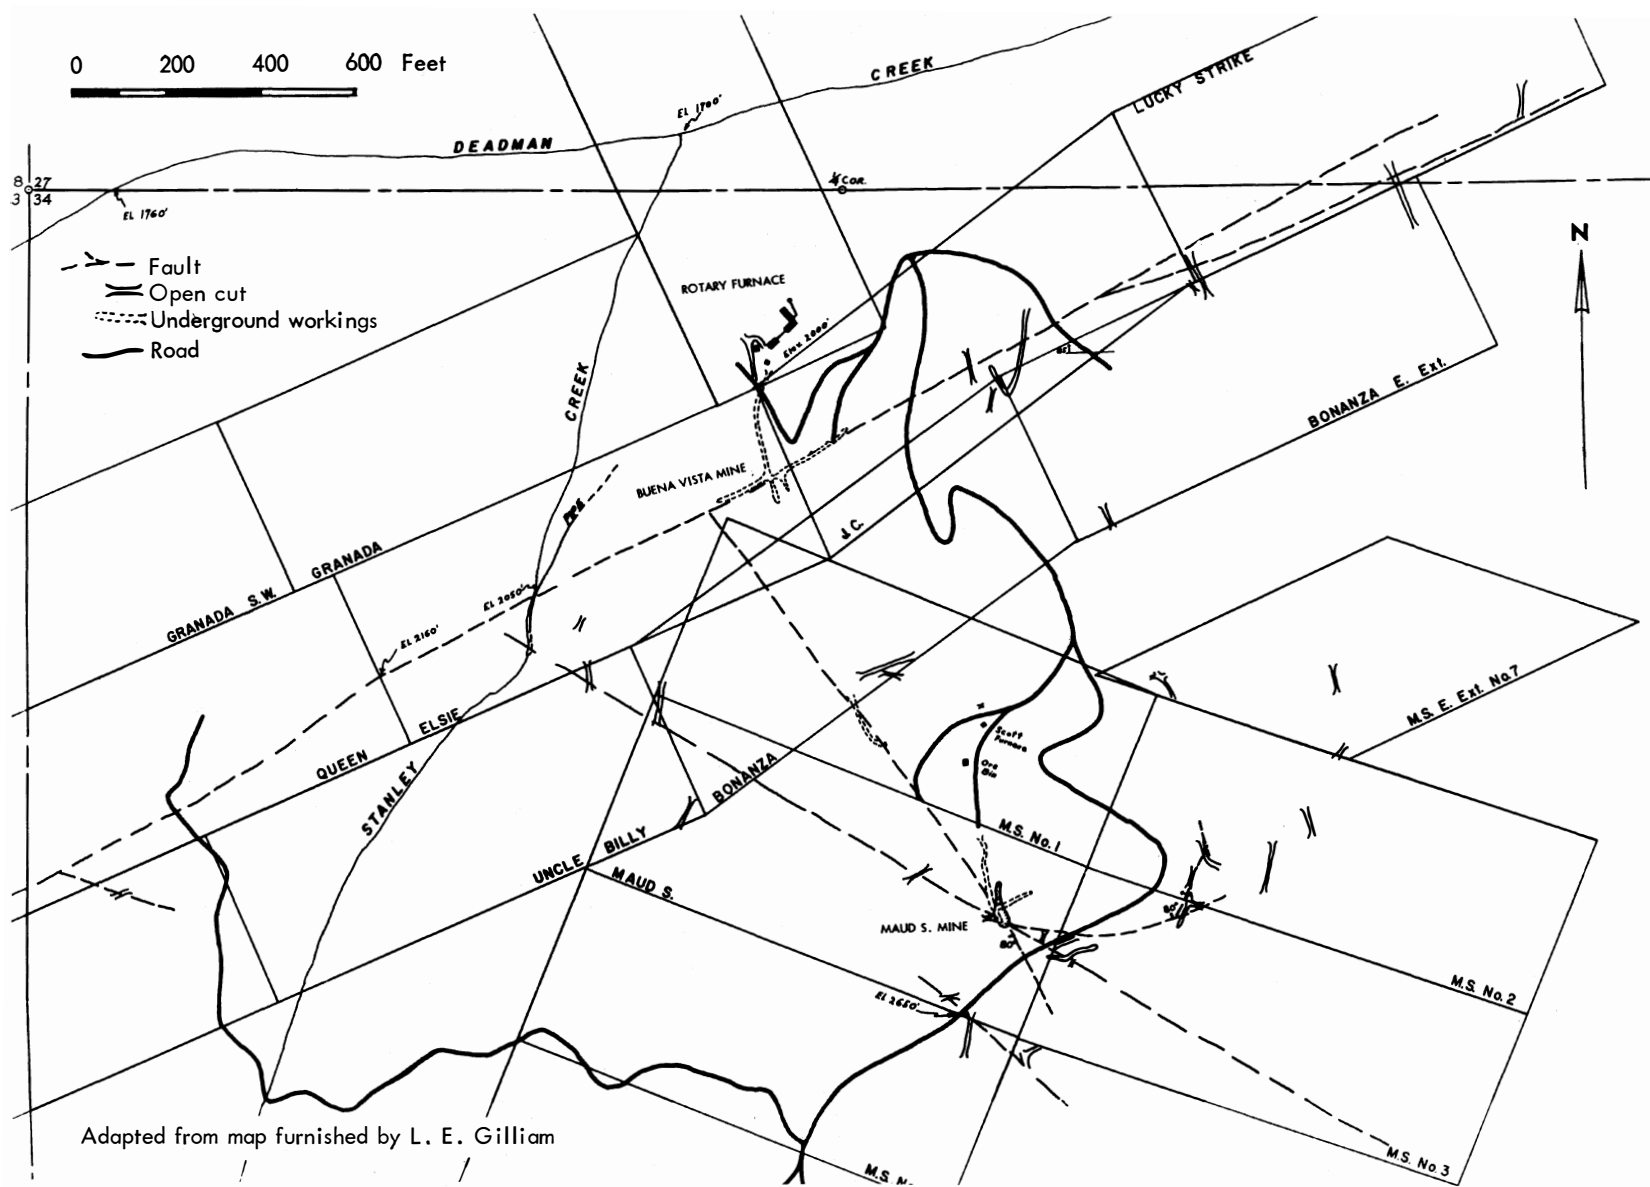 0 200 400 600 Feet
CREEK
LUCKY STRIKE
EL 1700'
DEADMAN
27
34
¼ COR.
EL 1760'
N
Fault
Open cut
Underground workings
Road
ROTARY FURNACE
CREEK
BONANZA E. Ext.
BUENA VISTA MINE
J.C.
GRANADA
GRANADA S.W.
EL 2050'
EL 2160'
M.S. E. Ext. No.7
ELSIE
QUEEN
Scott
Furnace
Ore
Bin
STANLEY
BONANZA
M.S. No.1
UNCLE BILLY
MAUD S.
80°
MAUD S. MINE
80°
M.S. No.2
EL 2650'
Adapted from map furnished by L. E. Gilliam
M.S. No.3
M.S.